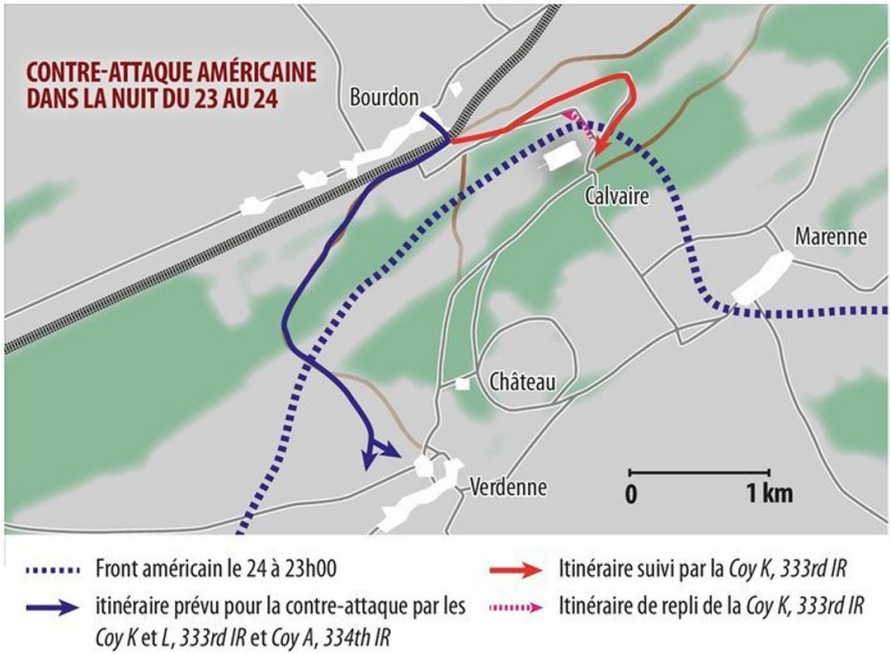 CONTRE-ATTAQUE AMÉRICAINE
DANS LA NUIT DU 23 AU 24
Bourdon
Calvaire
Marenne
Château
Verdenne
0 1 km
Front américain le 24 à 23h00
itinéraire prévu pour la contre-attaque par les
Coy K et L, 333rd IR et Coy A, 334th IR
Itinéraire suivi par la Coy K, 333rd IR
Itinéraire de repli de la Coy K, 333rd IR